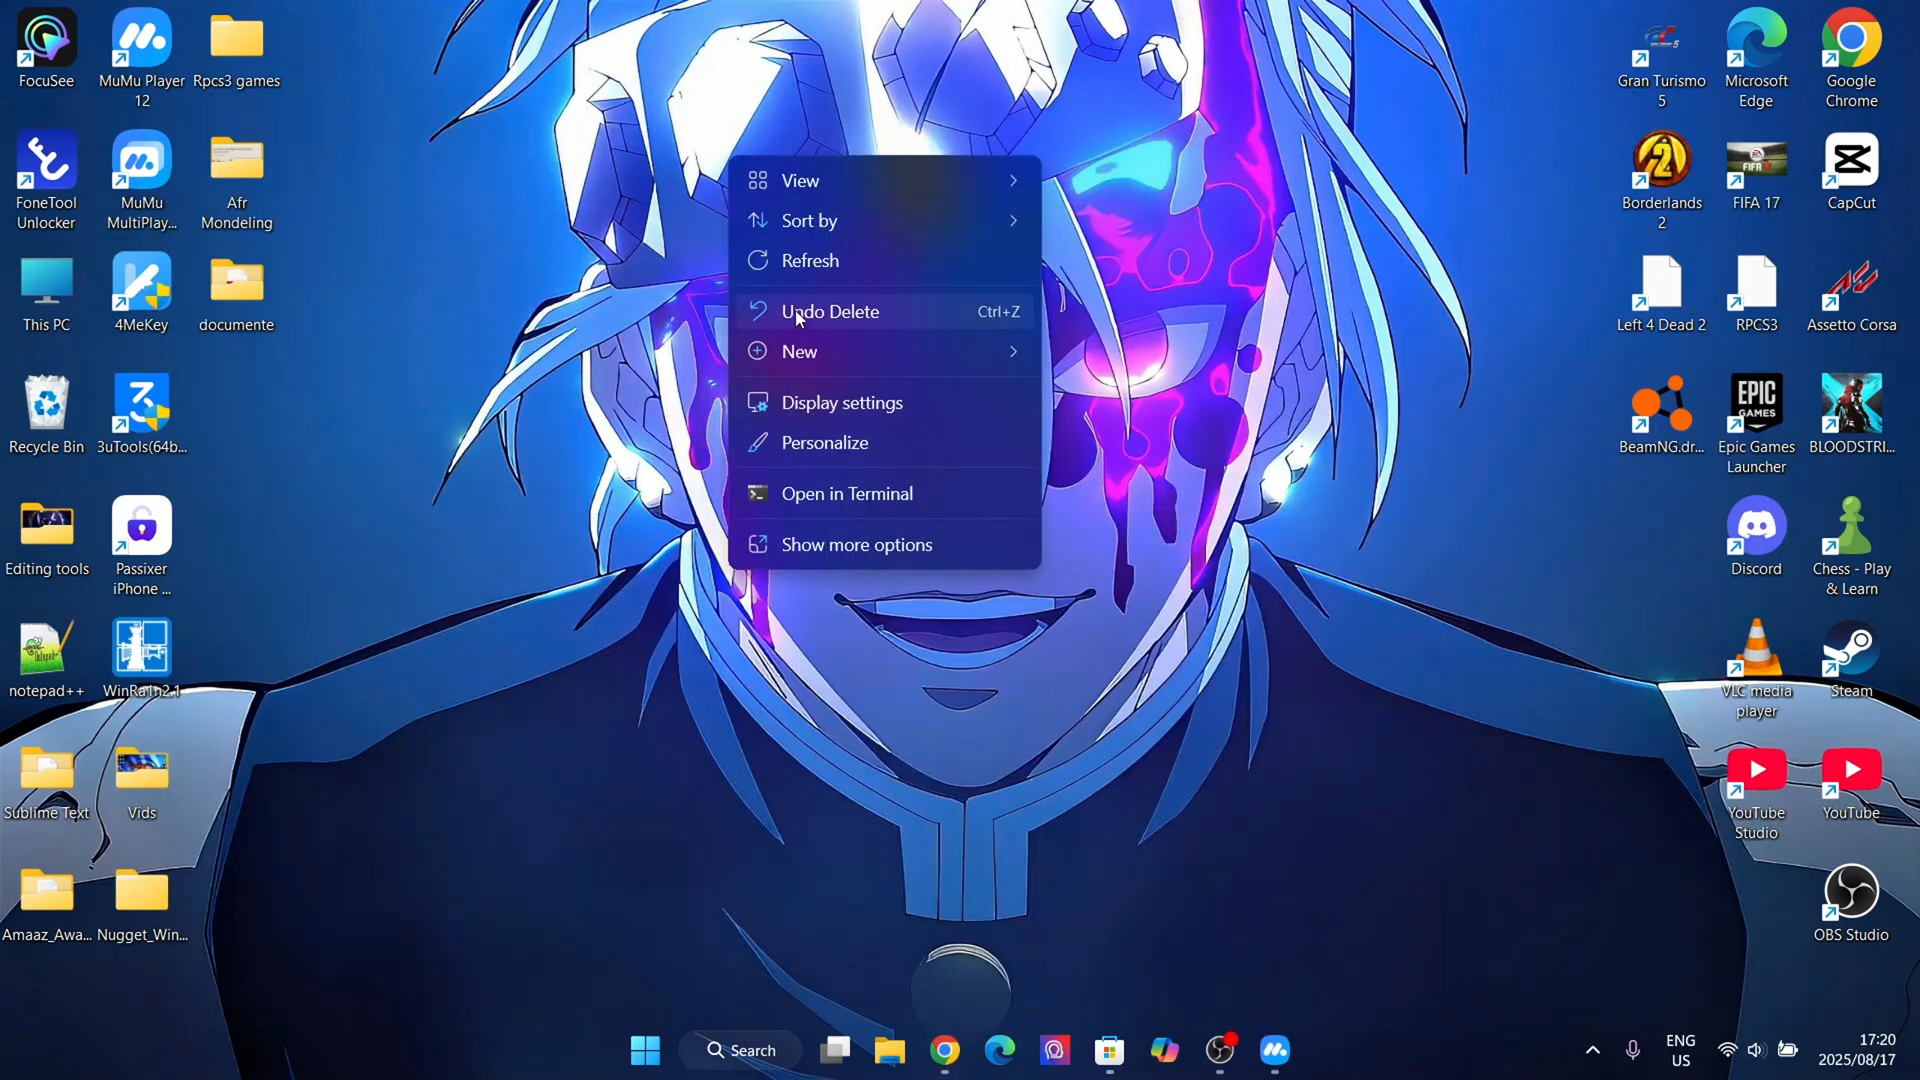 FocuSee
MuMu Player
12
Rpcs3 games
FoneTool
Unlocker
MuMu
MultiPlay...
Afr
Mondeling
This PC
4MeKey
documente
Recycle Bin
3uTools(64b...
Editing tools
Passixer
iPhone ...
notepad++
WinRa1n2.1
Sublime Text
Vids
Amaaz_Awa...
Nugget_Win...
View
Sort by
Refresh
Undo Delete
Ctrl+Z
New
Display settings
Personalize
Open in Terminal
Show more options
Gran Turismo
5
Microsoft
Edge
Google
Chrome
Borderlands
2
FIFA 17
CapCut
Left 4 Dead 2
RPCS3
Assetto Corsa
BeamNG.dr...
EPIC
GAMES
Epic Games
Launcher
BLOODSTRI...
Discord
Chess - Play
& Learn
VLC media
player
Steam
YouTube
Studio
YouTube
OBS Studio
Search
ENG
US
17:20
2025/08/17